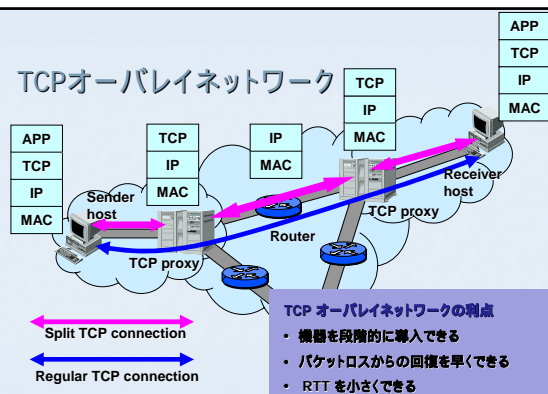 TCPオーバレイネットワーク
APP
TCP
IP
MAC
TCP
IP
MAC
IP
MAC
TCP
IP
MAC
APP
TCP
IP
MAC
Sender
host
TCP proxy
Router
TCP proxy
Receiver
host
Split TCP connection
Regular TCP connection
TCP オーバレイネットワークの利点
• 機器を段階的に導入できる
• パケットロスからの回復を早くできる
• RTT を小さくできる